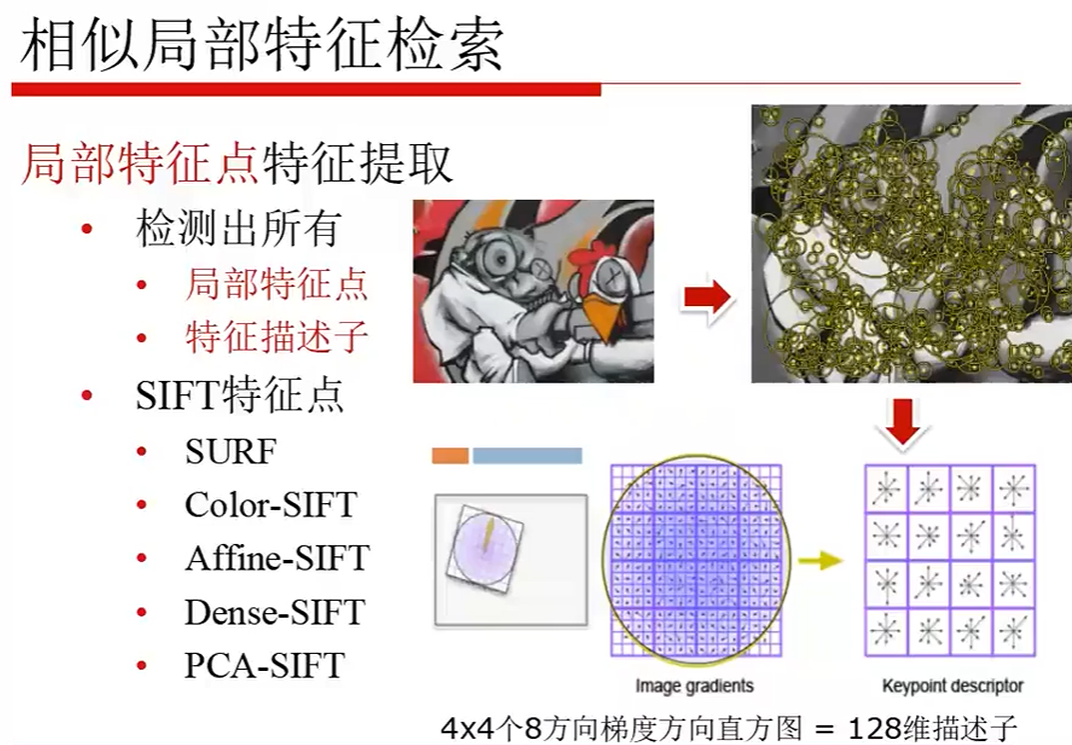 相似局部特征检索
局部特征点特征提取
• 检测出所有
• 局部特征点
• 特征描述子
• SIFT特征点
• SURF
• Color-SIFT
• Affine-SIFT
• Dense-SIFT
• PCA-SIFT
Image gradients
Keypoint descriptor
4x4个8方向梯度方向直方图 = 128维描述子